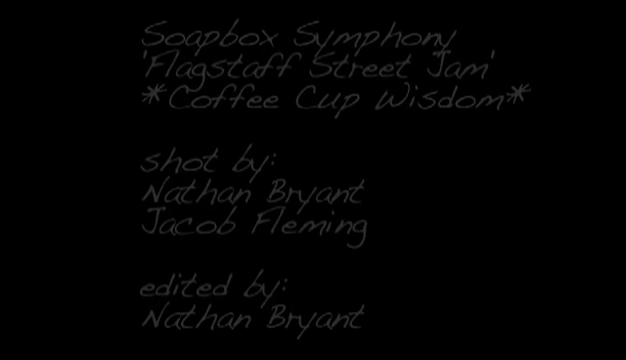 Soapbox Symphony
'Flagstaff Street Jam'
*Coffee Cup Wisdom*
shot by:
Nathan Bryant
Jacob Fleming
edited by:
Nathan Bryant